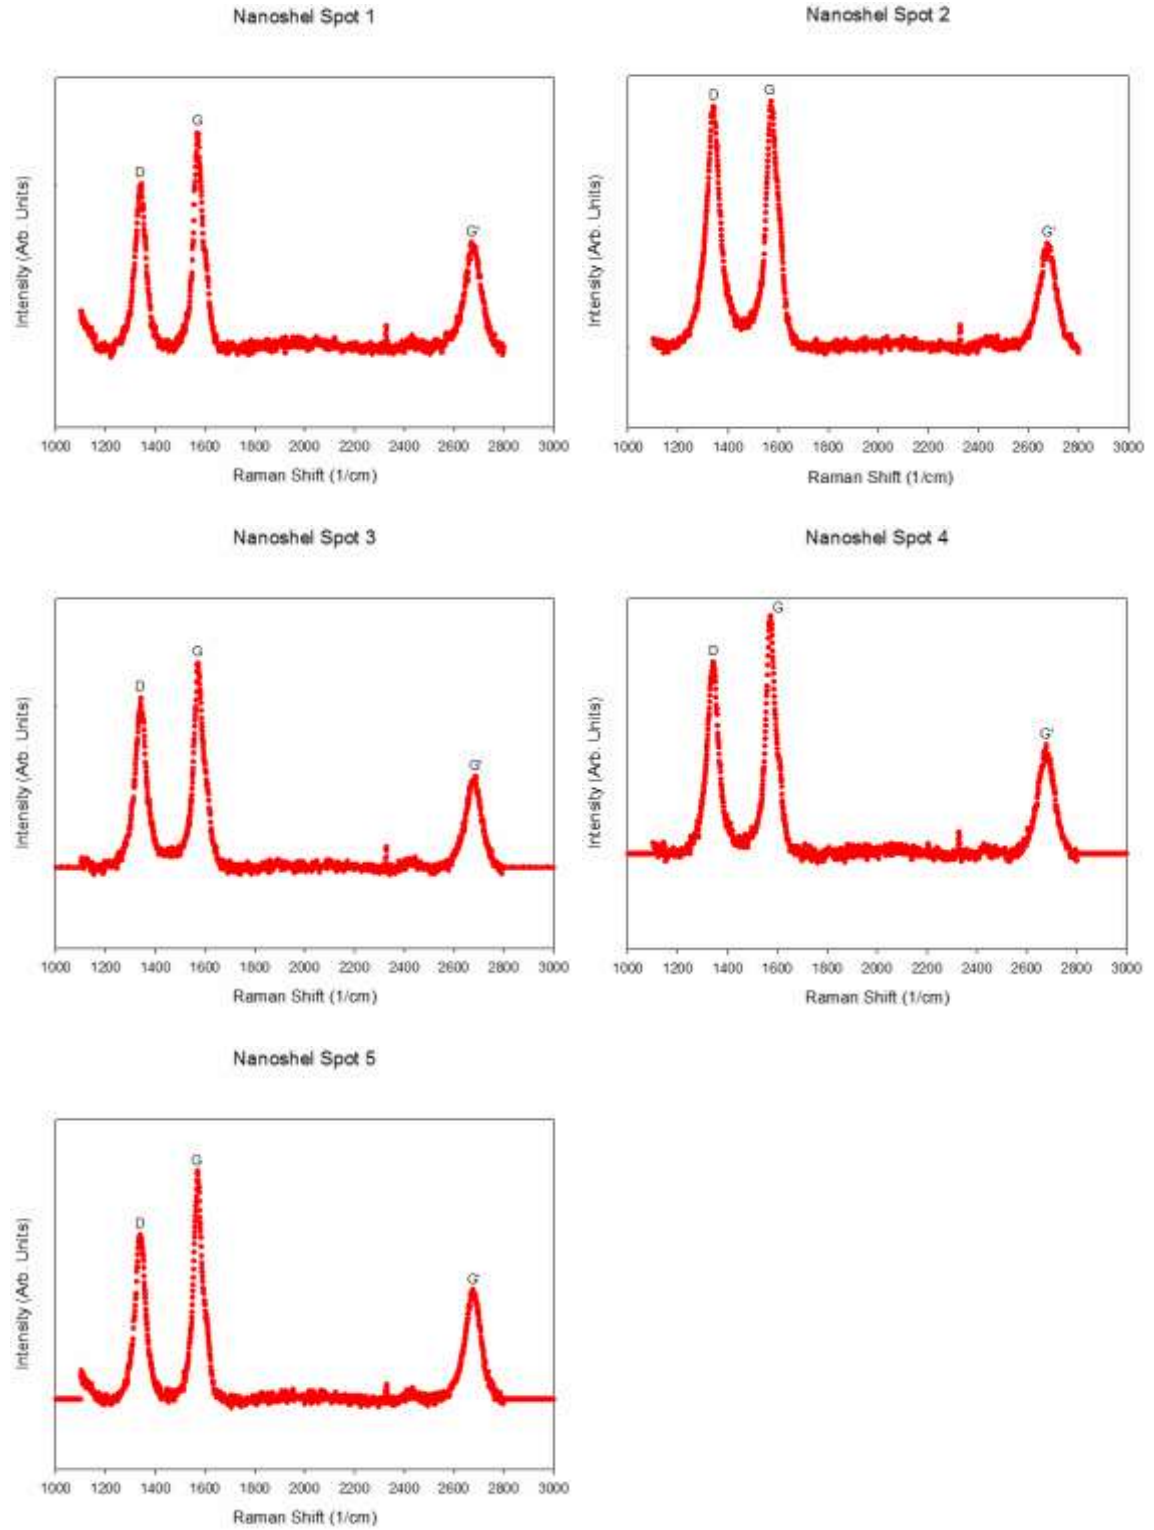 Nanoshel Spot 1
Nanoshel Spot 2
D
G
G'
Intensity (Arb. Units)
1000 1200 1400 1600 1800 2000 2200 2400 2600 2800 3000
Raman Shift (1/cm)
D
G
G'
Intensity (Arb. Units)
1000 1200 1400 1600 1800 2000 2200 2400 2600 2800 3000
Raman Shift (1/cm)
Nanoshel Spot 3
Nanoshel Spot 4
D
G
G'
Intensity (Arb. Units)
1000 1200 1400 1600 1800 2000 2200 2400 2600 2800 3000
Raman Shift (1/cm)
D
G
G'
Intensity (Arb. Units)
1000 1200 1400 1600 1800 2000 2200 2400 2600 2800 3000
Raman Shift (1/cm)
Nanoshel Spot 5
D
G
G'
Intensity (Arb. Units)
1000 1200 1400 1600 1800 2000 2200 2400 2600 2800 3000
Raman Shift (1/cm)